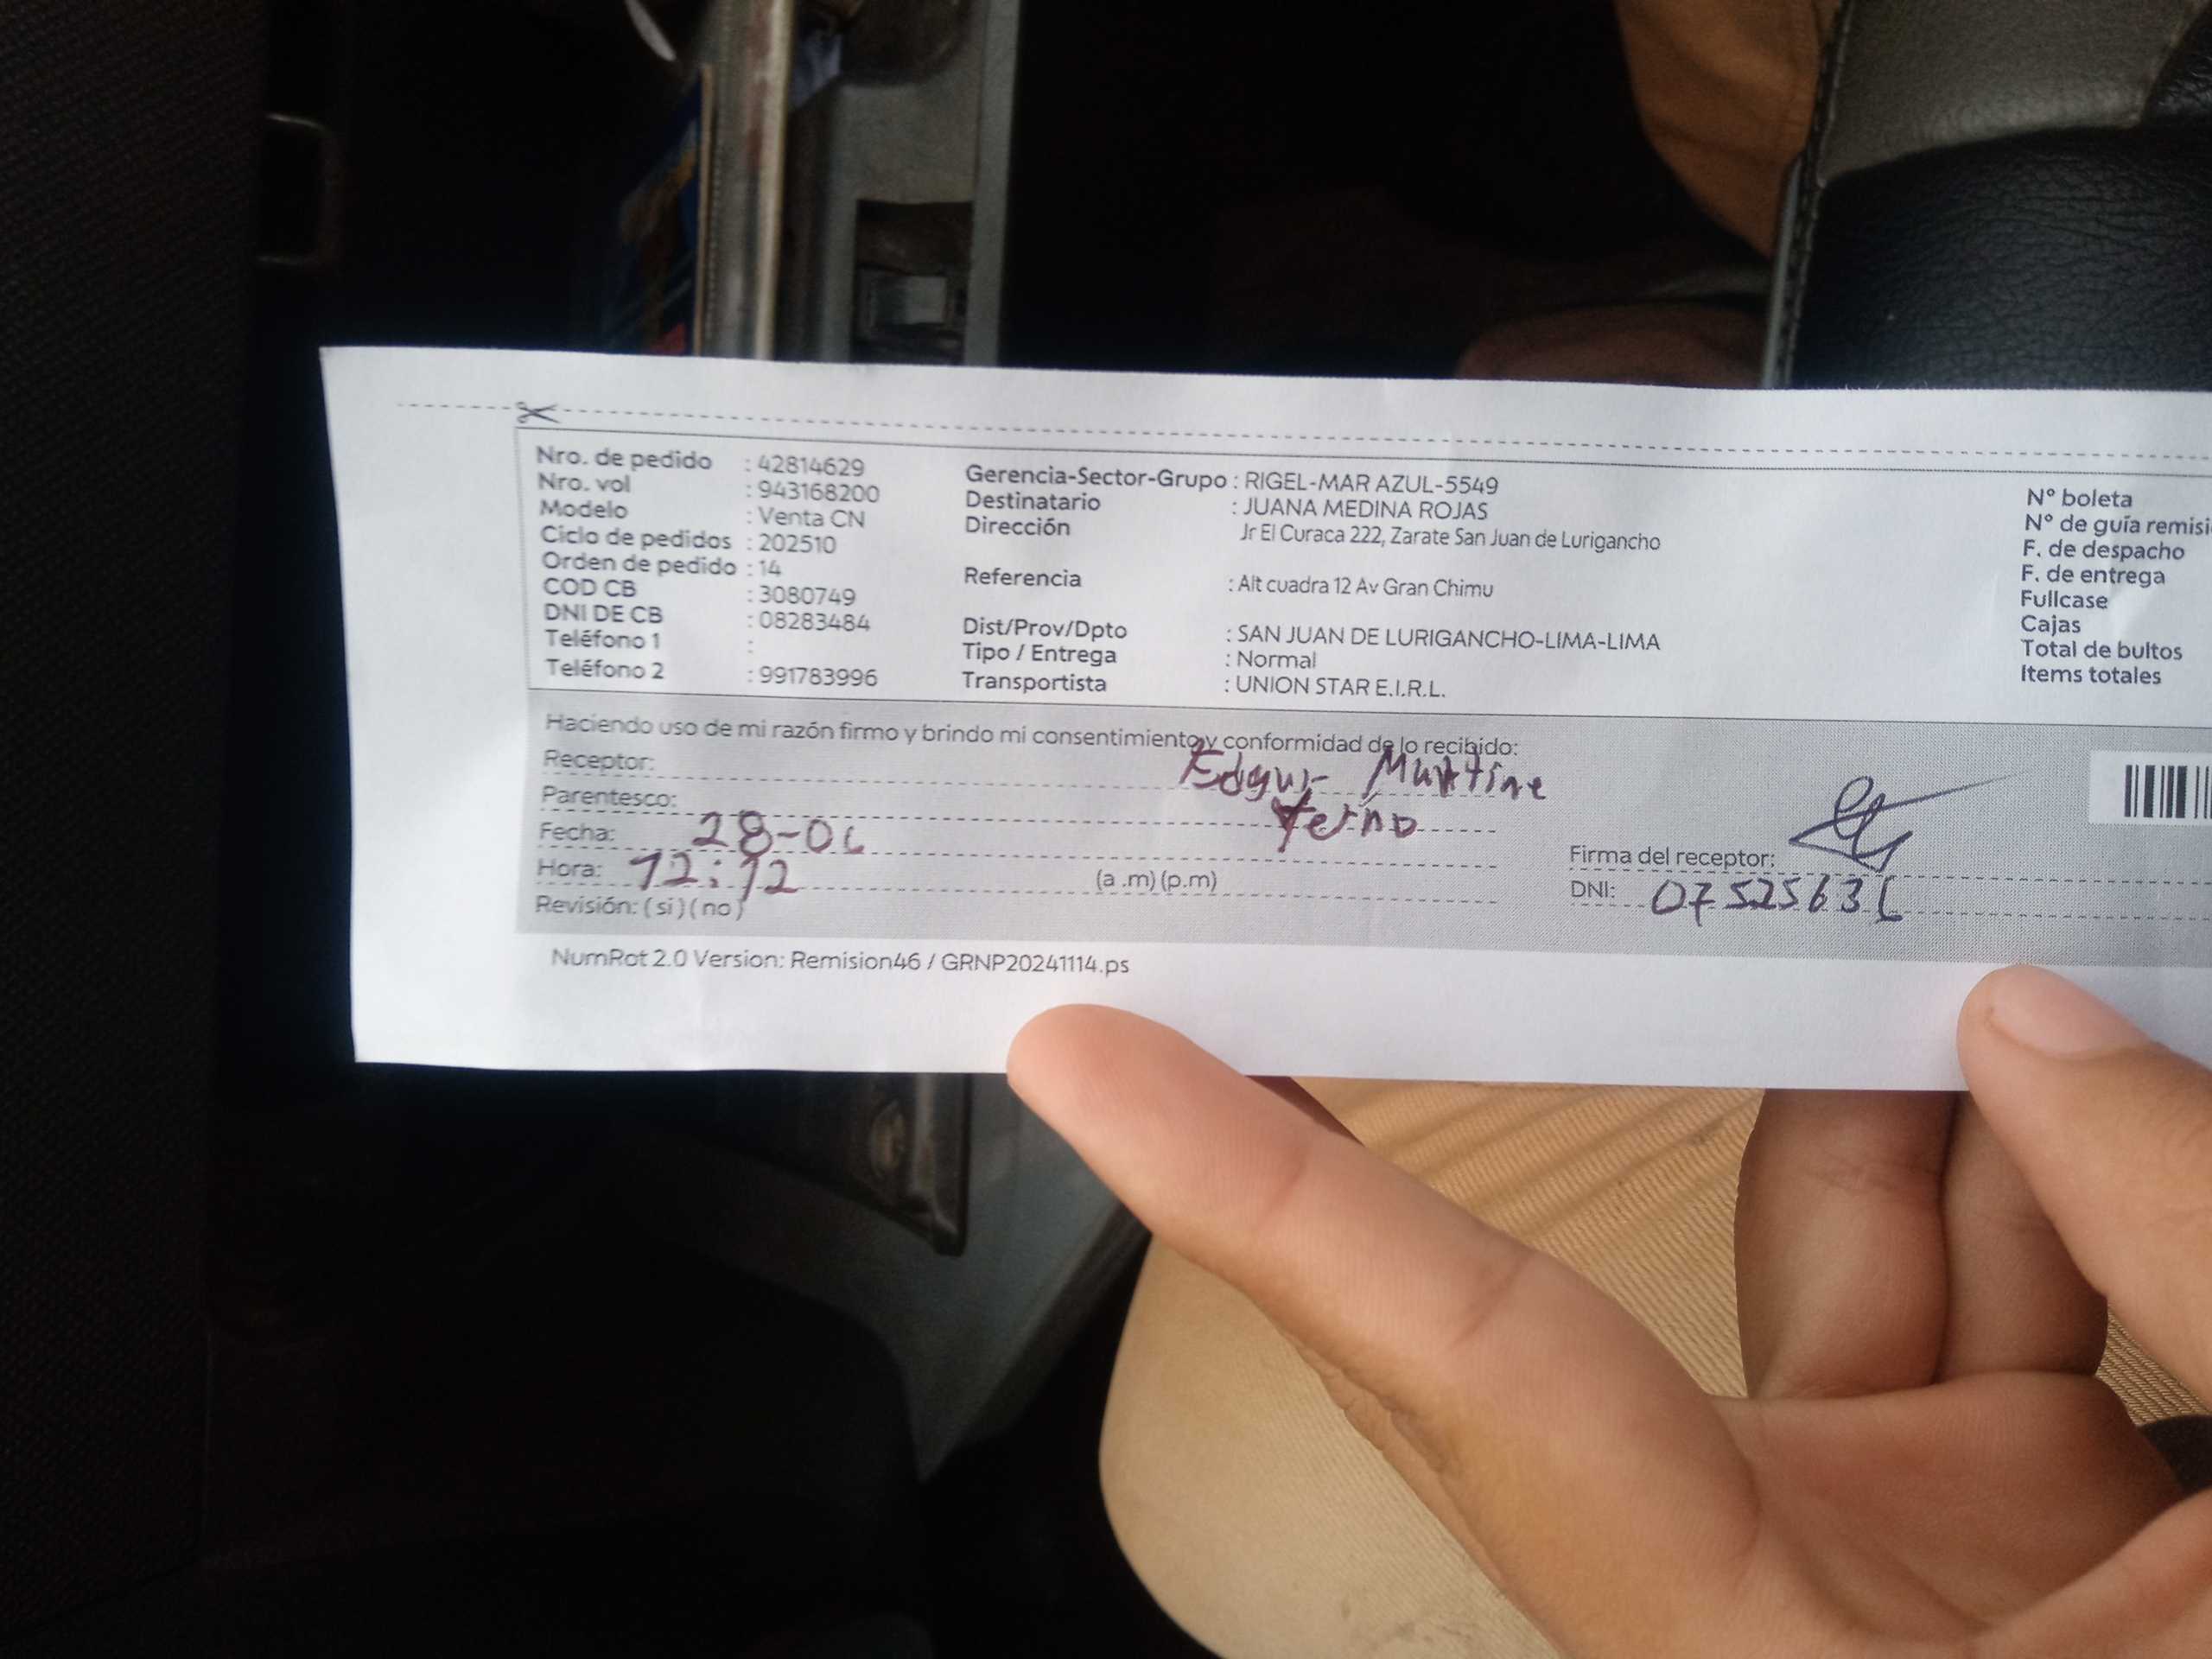 Nro. de pedido : 42814629
Nro. vol : 943168200
Modelo : Venta CN
Ciclo de pedidos : 202510
Orden de pedido : 14
COD CB : 3080749
DNI DE CB : 08283484
Teléfono 1 :
Teléfono 2 : 991783996
Gerencia-Sector-Grupo : RIGEL-MAR AZUL-5549
Destinatario : JUANA MEDINA ROJAS
Dirección Jr El Curaca 222, Zarate San Juan de Lurigancho
Referencia : Alt cuadra 12 Av Gran Chimu
Dist/Prov/Dpto : SAN JUAN DE LURIGANCHO-LIMA-LIMA
Tipo / Entrega : Normal
Transportista : UNION STAR E.I.R.L.
N° boleta
N° de guía remisi
F. de despacho
F. de entrega
Fullcase
Cajas
Total de bultos
Items totales
Haciendo uso de mi razón firmo y brindo mi consentimiento y conformidad de lo recibido:
Receptor: Edgar Martine
Parentesco: Yerno
Fecha: 28-06
Hora: 12:12 (a .m) (p.m)
Revisión: ( si ) ( no )
Firma del receptor:
DNI: 07525636
NumRot 2.0 Version: Remision46 / GRNP20241114.ps